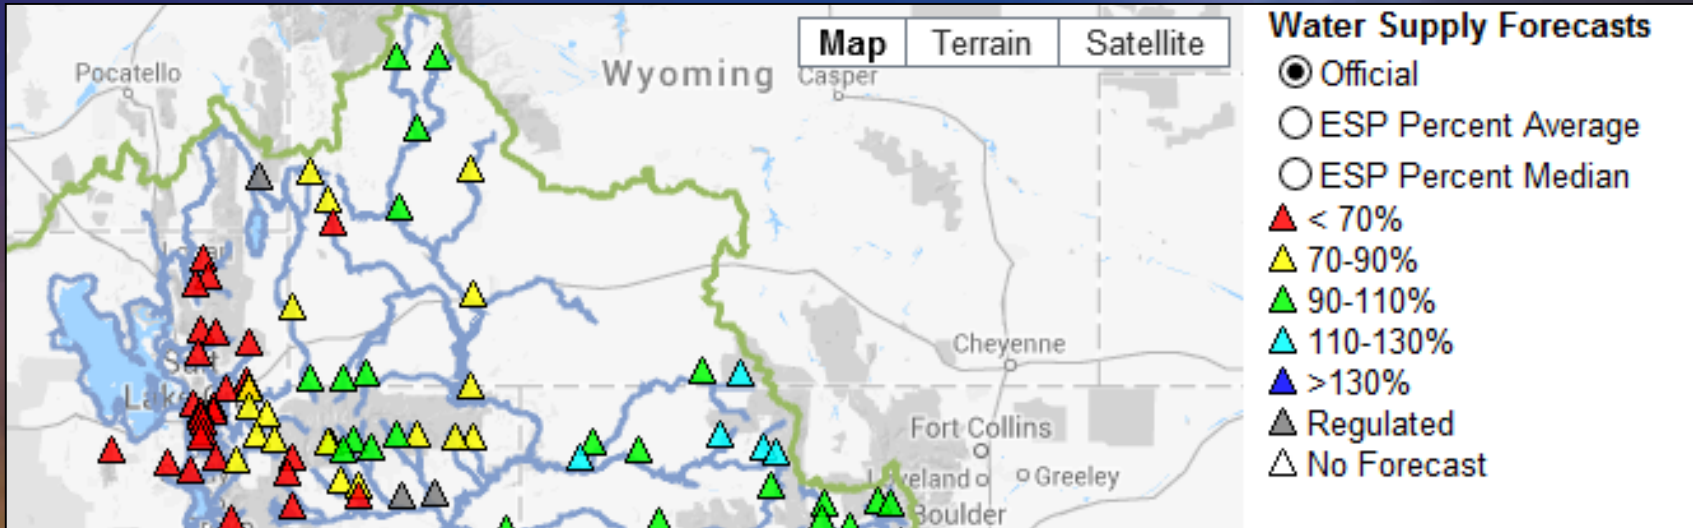 Pocatello
Wyoming
Casper
Map
Terrain
Satellite
Cheyenne
Fort Collins
Greeley
Boulder
Water Supply Forecasts
Official
ESP Percent Average
ESP Percent Median
< 70%
70-90%
90-110%
110-130%
>130%
Regulated
No Forecast